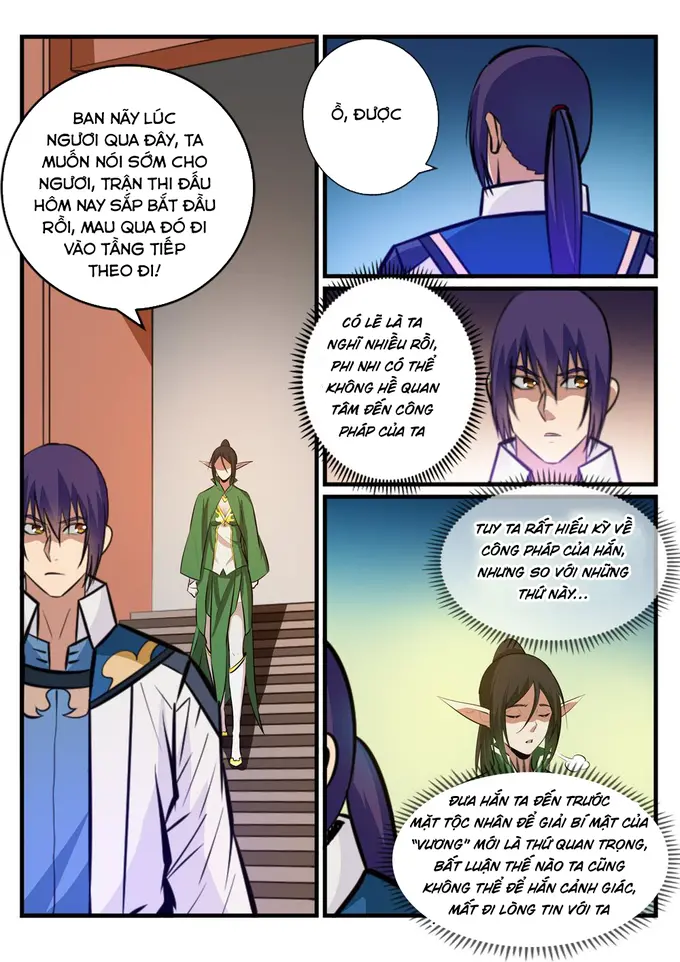 BAN NÃY LÚC
NGƯƠI QUA ĐÂY, TA
MUỐN NÓI SỚM CHO
NGƯƠI, TRẬN THI ĐẤU
HÔM NAY SẮP BẮT ĐẦU
RỒI, MAU QUA ĐÓ ĐI
VÀO TẦNG TIẾP
THEO ĐI!
Ồ, ĐƯỢC
CÓ LẼ LÀ TA
NGHĨ NHIỀU RỒI,
PHI NHI CÓ THỂ
KHÔNG HỀ QUAN
TÂM ĐẾN CÔNG
PHÁP CỦA TA
TUY TA RẤT HIẾU KỲ VỀ
CÔNG PHÁP CỦA HẮN,
NHƯNG SO VỚI NHỮNG
THỨ NÀY...
ĐƯA HẮN TA ĐẾN TRƯỚC
MẶT TỘC NHÂN ĐỂ GIẢI BÍ MẬT CỦA
"VƯƠNG" MỚI LÀ THỨ QUAN TRỌNG,
BẤT LUẬN THẾ NÀO TA CŨNG
KHÔNG THỂ ĐỂ HẮN CẢNH GIÁC,
MẤT ĐI LÒNG TIN VỚI TA